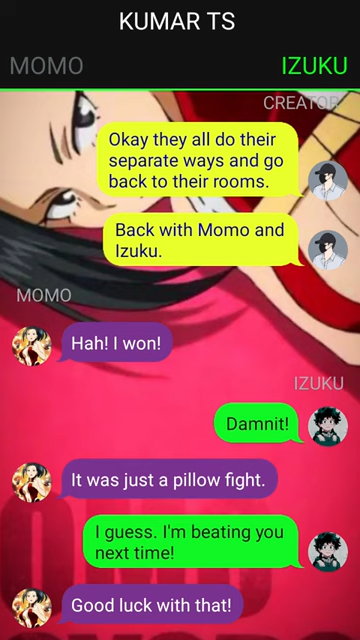 KUMAR TS
MOMO
IZUKU
CREATOR
Okay they all do their
separate ways and go
back to their rooms.
Back with Momo and
Izuku.
MOMO
Hah! I won!
IZUKU
Damnit!
It was just a pillow fight.
I guess. I'm beating you
next time!
Good luck with that!